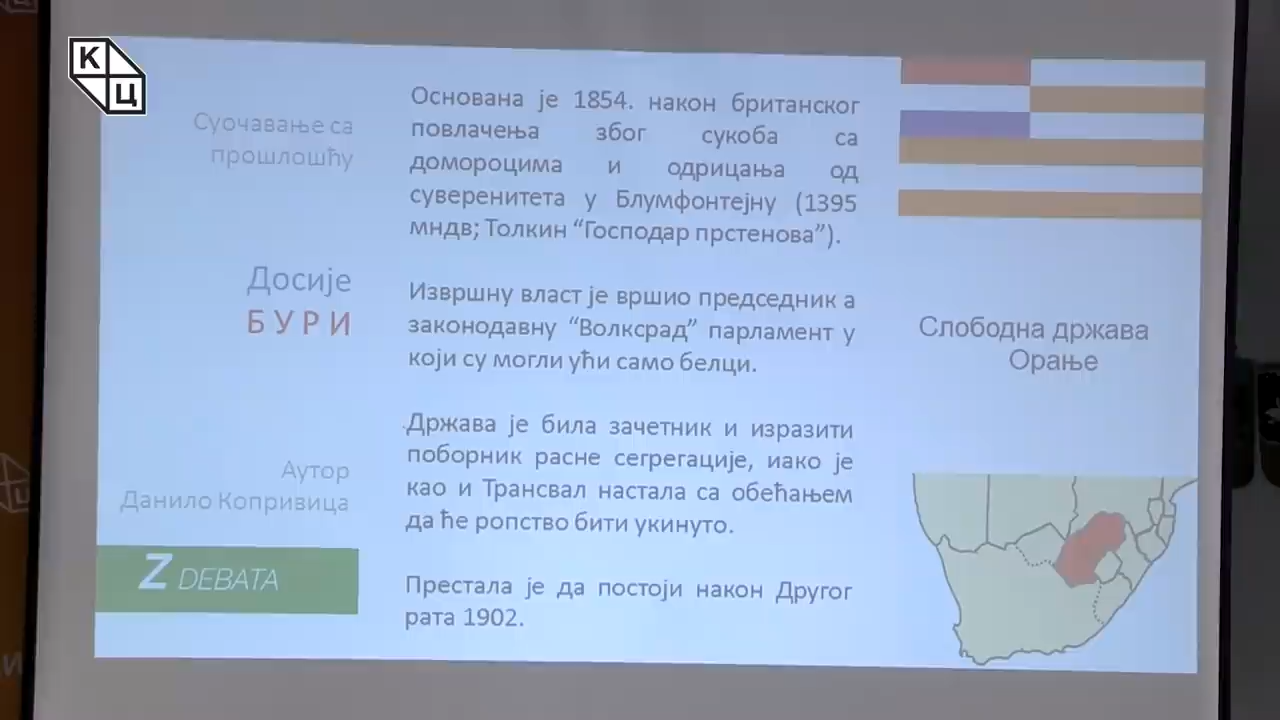 К
Ц
Суочавање са
прошлошћу
Досије
БУРИ
Аутор
Данило Копривица
Z DEBATA
Основана је 1854. након британског
повлачења због сукоба са
домороцима и одрицања од
суверенитета у Блумфонтејну (1395
мндв; Толкин “Господар прстенова”).
Извршну власт је вршио председник а
законодавну “Волксрад” парламент у
који су могли ући само белци.
Држава је била зачетник и изразити
поборник расне сегрегације, иако је
као и Трансвал настала са обећањем
да ће ропство бити укинуто.
Престала је да постоји након Другог
рата 1902.
Слободна држава
Орање